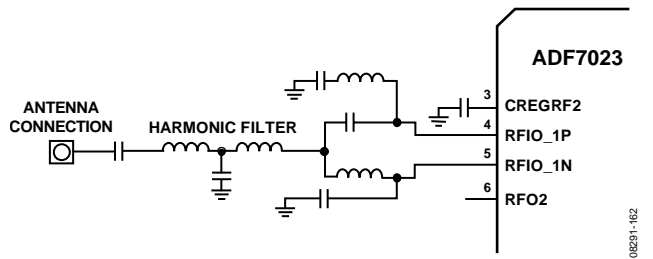 ADF7023
ANTENNA
CONNECTION
HARMONIC FILTER
3
CREGRF2
4
RFIO_1P
5
RFIO_1N
6
RFO2
08291-162